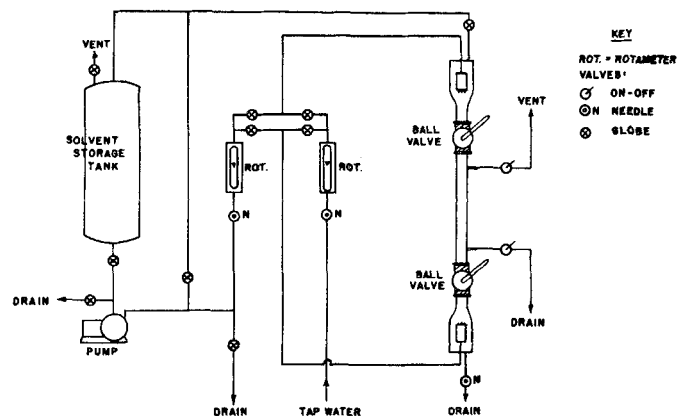 KEY
ROT. = ROTAMETER
VALVES:
ON-OFF
N NEEDLE
GLOBE
VENT
SOLVENT
STORAGE
TANK
ROT.
ROT.
N
N
BALL
VALVE
VENT
BALL
VALVE
DRAIN
DRAIN
PUMP
N
DRAIN
TAP WATER
DRAIN